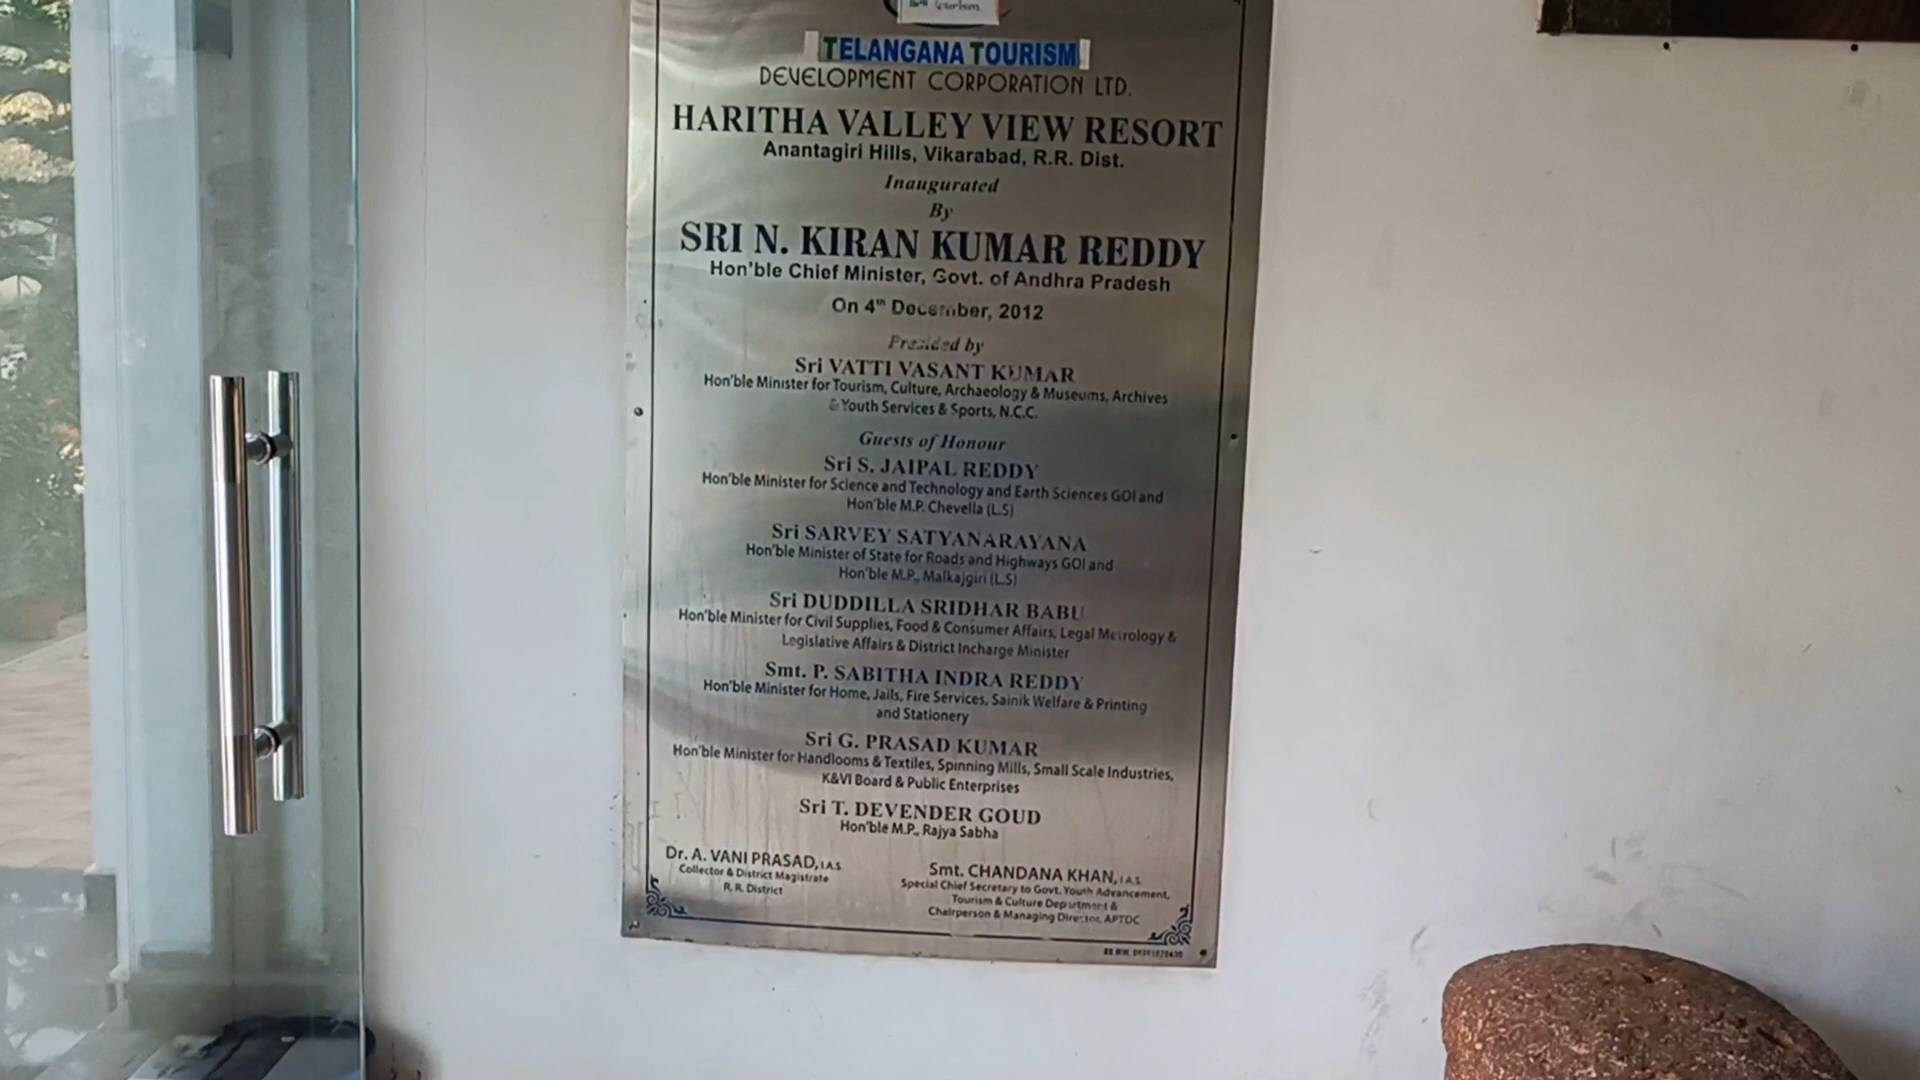 Tourism
TELANGANA TOURISM
DEVELOPMENT CORPORATION LTD.
HARITHA VALLEY VIEW RESORT
Anantagiri Hills, Vikarabad, R.R. Dist.
Inaugurated
By
SRI N. KIRAN KUMAR REDDY
Hon'ble Chief Minister, Govt. of Andhra Pradesh
On 4th December, 2012
Presided by
Sri VATTI VASANT KUMAR
Hon'ble Minister for Tourism, Culture, Archaeology & Museums, Archives
& Youth Services & Sports, N.C.C.
Guests of Honour
Sri S. JAIPAL REDDY
Hon'ble Minister for Science and Technology and Earth Sciences GOI and
Hon'ble M.P. Chevella (L.S)
Sri SARVEY SATYANARAYANA
Hon'ble Minister of State for Roads and Highways GOI and
Hon'ble M.P., Malkajgiri (L.S)
Sri DUDDILLA SRIDHAR BABU
Hon'ble Minister for Civil Supplies, Food & Consumer Affairs, Legal Metrology &
Legislative Affairs & District Incharge Minister
Smt. P. SABITHA INDRA REDDY
Hon'ble Minister for Home, Jails, Fire Services, Sainik Welfare & Printing
and Stationery
Sri G. PRASAD KUMAR
Hon'ble Minister for Handlooms & Textiles, Spinning Mills, Small Scale Industries,
K&VI Board & Public Enterprises
Sri T. DEVENDER GOUD
Hon'ble M.P., Rajya Sabha
Dr. A. VANI PRASAD, I.A.S.
Collector & District Magistrate
R.R. District
Smt. CHANDANA KHAN, I.A.S.
Special Chief Secretary to Govt. Youth Advancement,
Tourism & Culture Department &
Chairperson & Managing Director, APTDC